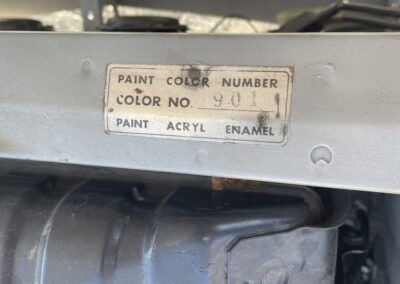 PAINT COLOR NUMBER
COLOR NO. 901
PAINT ACRYL ENAMEL